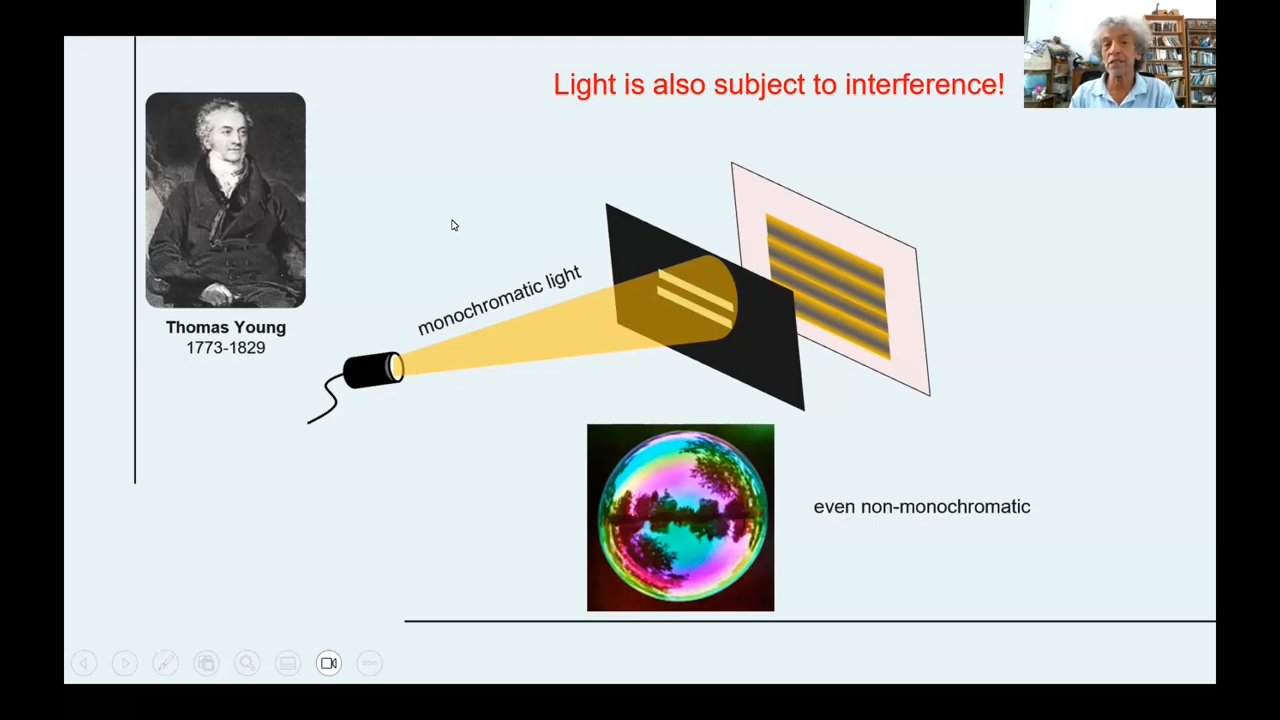 Light is also subject to interference!
monochromatic light
Thomas Young
1773-1829
even non-monochromatic